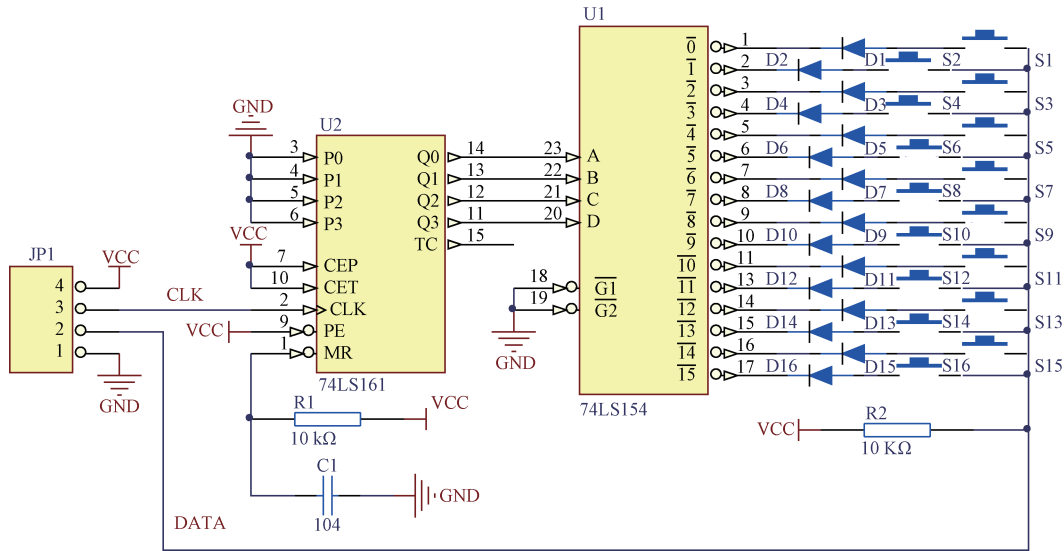 U1
1
0
D2 D1 S2 S1
2
1
3
2
D4 D3 S4 S3
4
3
5
4
D6 D5 S6 S5
6
5
7
6
D8 D7 S8 S7
8
7
9
8
D10 D9 S10 S9
10
9
11
10
D12 D11 S12 S11
13
11
14
12
D14 D13 S14 S13
15
13
16
14
D16 D15 S16 S15
17
15
GND
U2
3 P0 Q0 14 23 A
4 P1 Q1 13 22 B
5 P2 Q2 12 21 C
6 P3 Q3 11 20 D
VCC
TC 15
7 CEP
10 CET
18 G1
19 G2
GND
JP1
VCC
4
3 CLK 2 CLK
2 VCC 9 PE
1 1 MR
GND
74LS161
74LS154
R1
10 kΩ
VCC
R2
VCC
10 KΩ
C1
104
GND
DATA